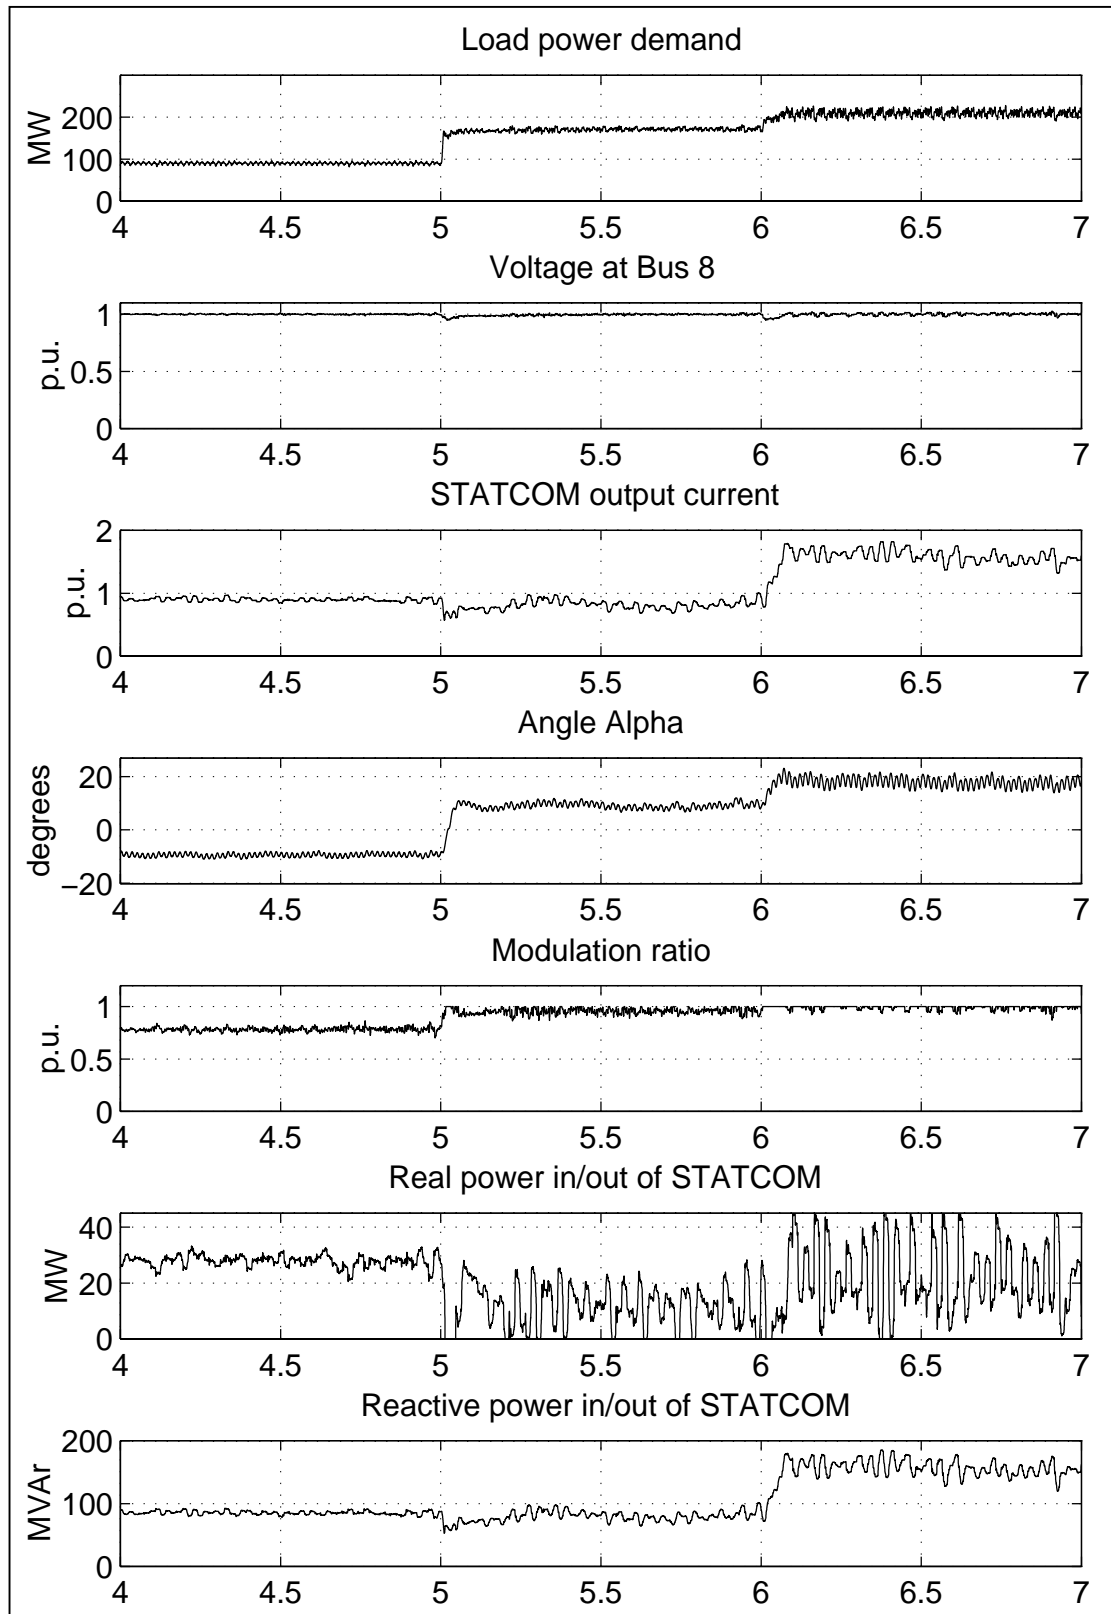 Load power demand
MW
200
100
0
4 4.5 5 5.5 6 6.5 7
Voltage at Bus 8
p.u.
1
0.5
0
4 4.5 5 5.5 6 6.5 7
STATCOM output current
p.u.
2
1
0
4 4.5 5 5.5 6 6.5 7
Angle Alpha
degrees
20
0
−20
4 4.5 5 5.5 6 6.5 7
Modulation ratio
p.u.
1
0.5
0
4 4.5 5 5.5 6 6.5 7
Real power in/out of STATCOM
MW
40
20
0
4 4.5 5 5.5 6 6.5 7
Reactive power in/out of STATCOM
MVAr
200
100
0
4 4.5 5 5.5 6 6.5 7